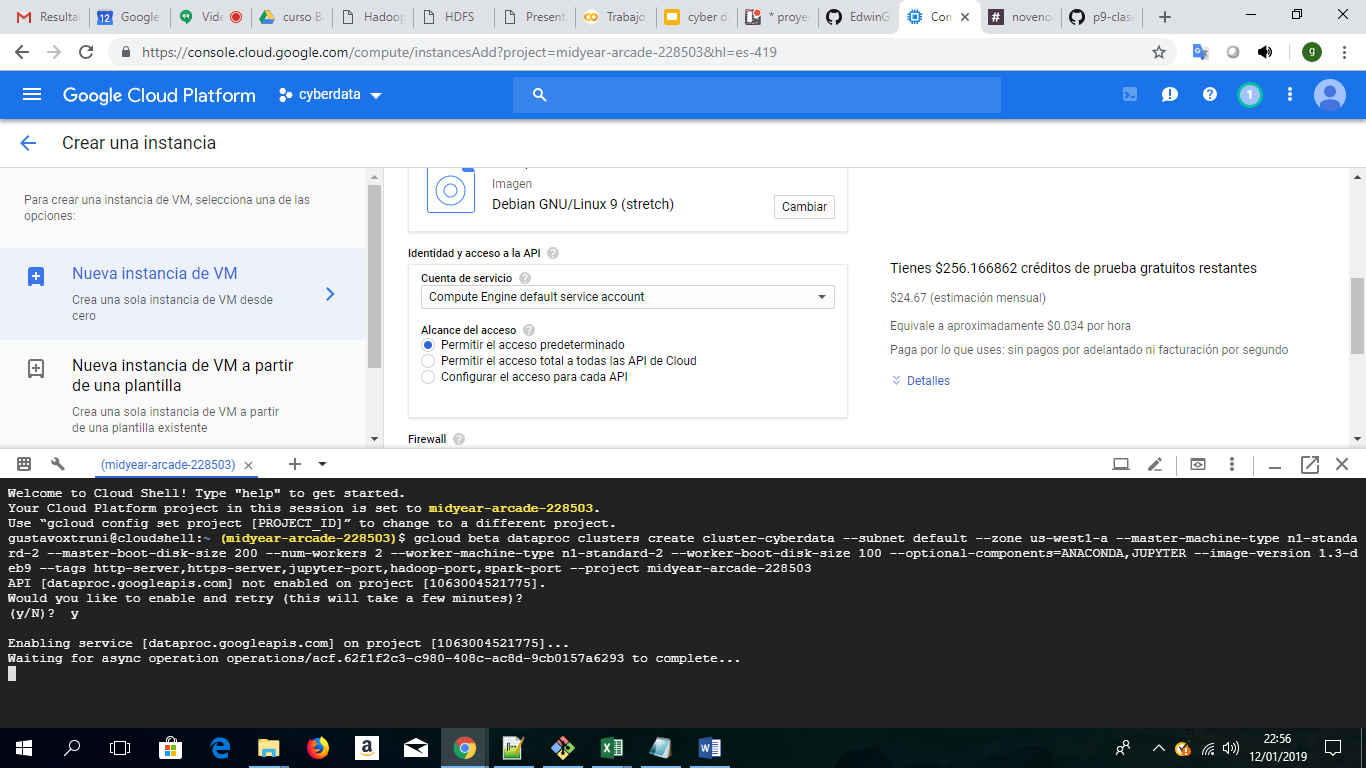 Resulta
Google
Vide
curso B
Hadoop
HDFS
Present
Trabajo
cyber d
* proye
EdwinG
Con
noveno
p9-clas
https://console.cloud.google.com/compute/instancesAdd?project=midyear-arcade-228503&hl=es-419
g
Google Cloud Platform
cyberdata
1
Crear una instancia
Para crear una instancia de VM, selecciona una de las
opciones:
Nueva instancia de VM
Crea una sola instancia de VM desde
cero
Nueva instancia de VM a partir
de una plantilla
Crea una sola instancia de VM a partir
de una plantilla existente
Imagen
Debian GNU/Linux 9 (stretch)
Cambiar
Identidad y acceso a la API
Cuenta de servicio
Compute Engine default service account
Alcance del acceso
Permitir el acceso predeterminado
Permitir el acceso total a todas las API de Cloud
Configurar el acceso para cada API
Firewall
Tienes $256.166862 créditos de prueba gratuitos restantes
$24.67 (estimación mensual)
Equivale a aproximadamente $0.034 por hora
Paga por lo que uses: sin pagos por adelantado ni facturación por segundo
Detalles
(midyear-arcade-228503)
Welcome to Cloud Shell! Type "help" to get started.
Your Cloud Platform project in this session is set to midyear-arcade-228503.
Use “gcloud config set project [PROJECT_ID]” to change to a different project.
gustavoxtruni@cloudshell:~ (midyear-arcade-228503)$ gcloud beta dataproc clusters create cluster-cyberdata --subnet default --zone us-west1-a --master-machine-type n1-standa
rd-2 --master-boot-disk-size 200 --num-workers 2 --worker-machine-type n1-standard-2 --worker-boot-disk-size 100 --optional-components=ANACONDA,JUPYTER --image-version 1.3-d
eb9 --tags http-server,https-server,jupyter-port,hadoop-port,spark-port --project midyear-arcade-228503
API [dataproc.googleapis.com] not enabled on project [1063004521775].
Would you like to enable and retry (this will take a few minutes)?
(y/N)?  y
Enabling service [dataproc.googleapis.com] on project [1063004521775]...
Waiting for async operation operations/acf.62f1f2c3-c980-408c-ac8d-9cb0157a6293 to complete...
22:56
12/01/2019